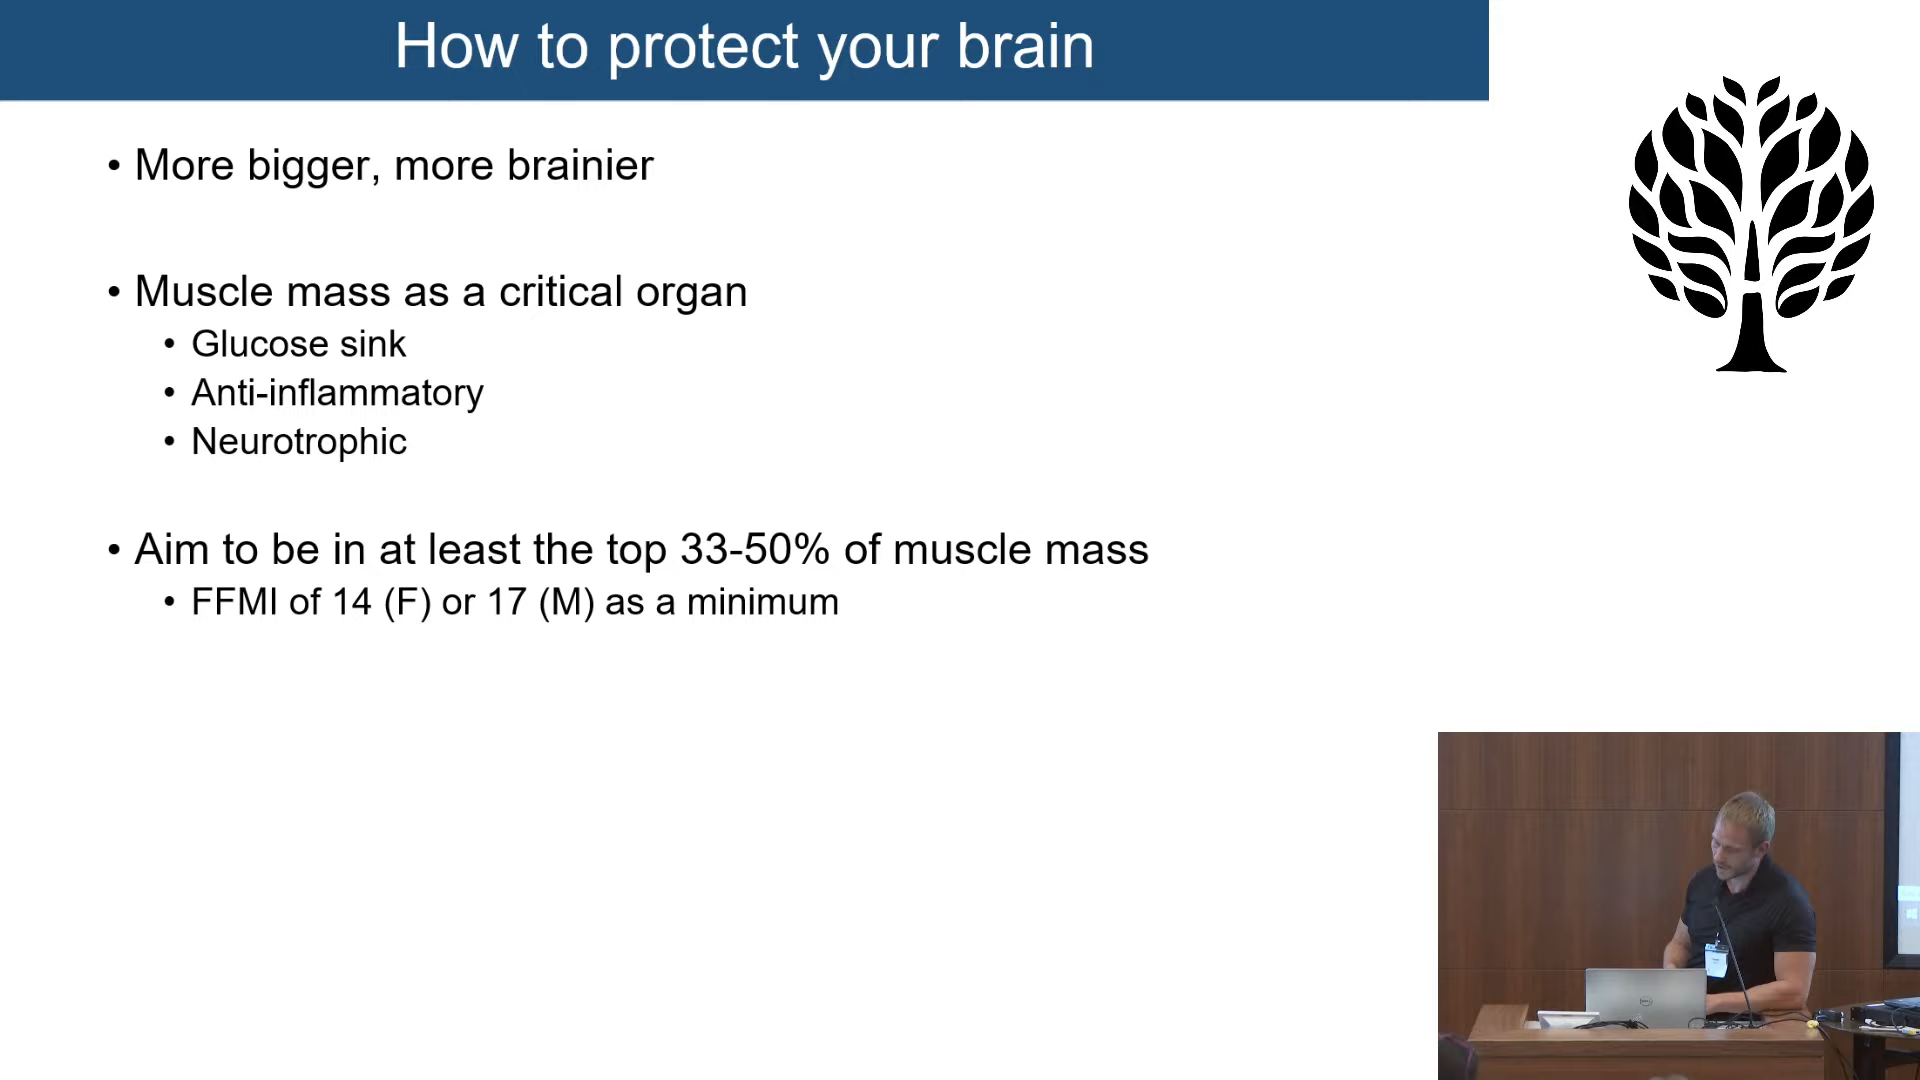 How to protect your brain
• More bigger, more brainier
• Muscle mass as a critical organ
• Glucose sink
• Anti-inflammatory
• Neurotrophic
• Aim to be in at least the top 33-50% of muscle mass
• FFMI of 14 (F) or 17 (M) as a minimum